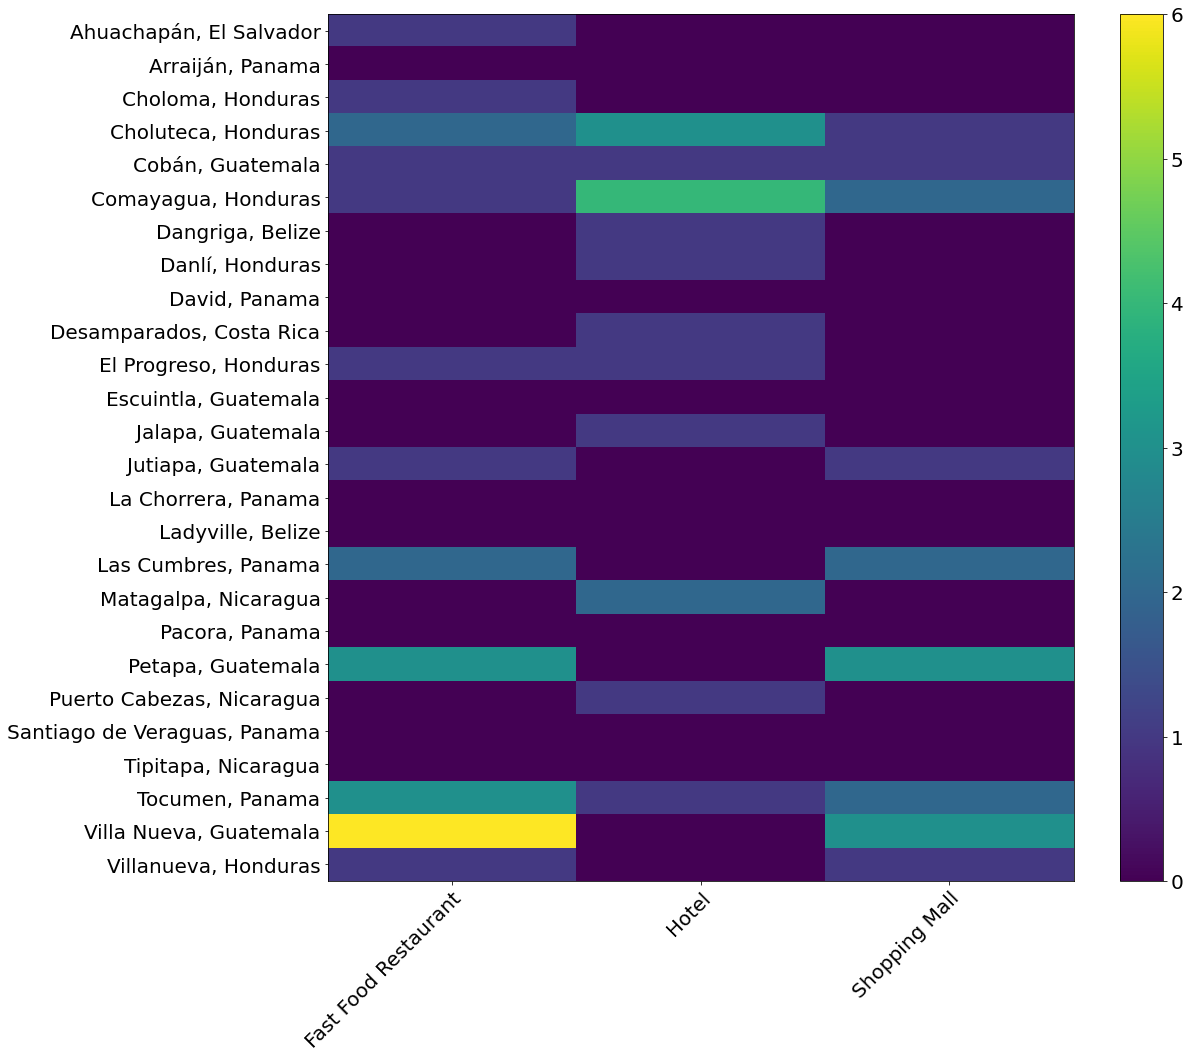 Ahuachapán, El Salvador
Arraiján, Panama
Choloma, Honduras
Choluteca, Honduras
Cobán, Guatemala
Comayagua, Honduras
Dangriga, Belize
Danlí, Honduras
David, Panama
Desamparados, Costa Rica
El Progreso, Honduras
Escuintla, Guatemala
Jalapa, Guatemala
Jutiapa, Guatemala
La Chorrera, Panama
Ladyville, Belize
Las Cumbres, Panama
Matagalpa, Nicaragua
Pacora, Panama
Petapa, Guatemala
Puerto Cabezas, Nicaragua
Santiago de Veraguas, Panama
Tipitapa, Nicaragua
Tocumen, Panama
Villa Nueva, Guatemala
Villanueva, Honduras
Fast Food Restaurant
Hotel
Shopping Mall
6
5
4
3
2
1
0